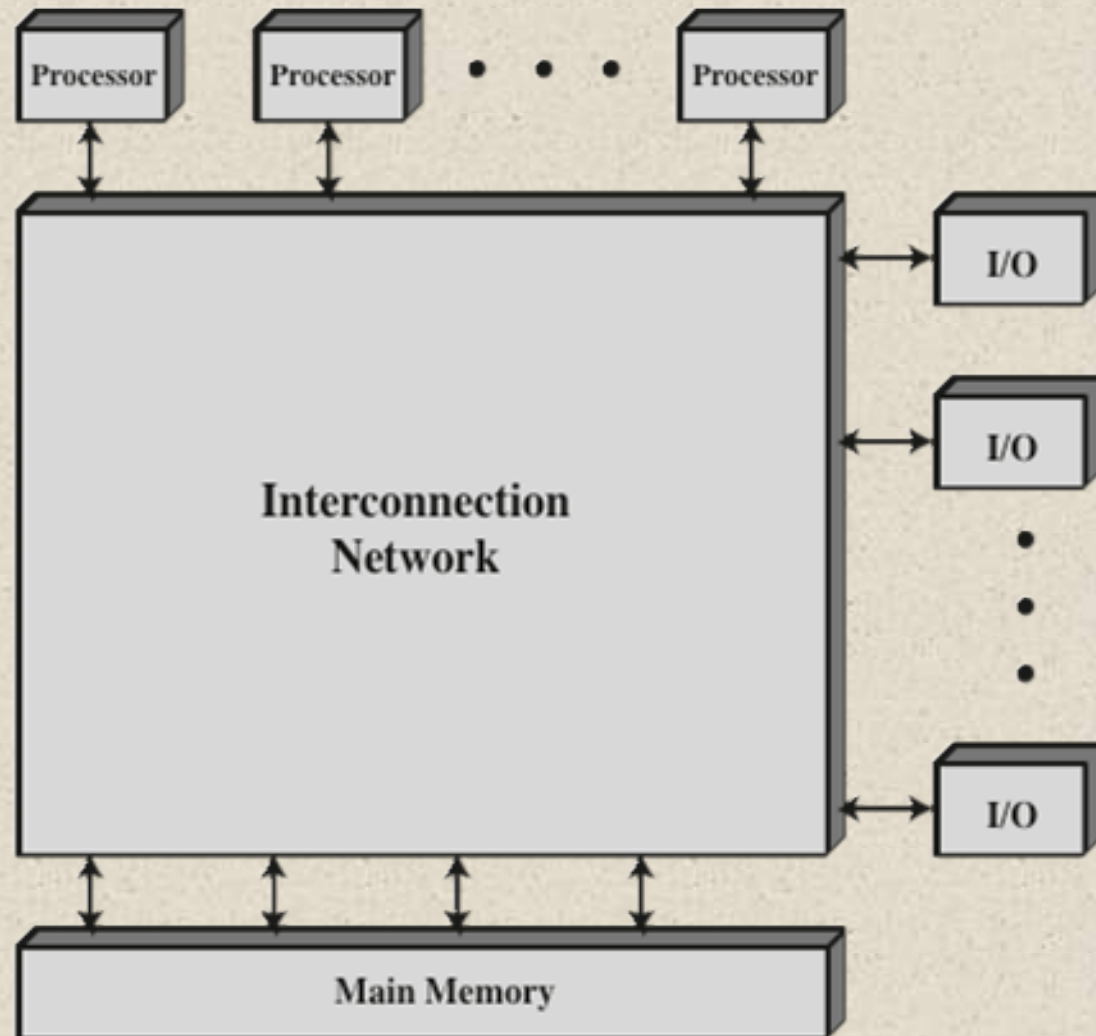 Processor
Processor
Processor
I/O
I/O
Interconnection
Network
I/O
Main Memory